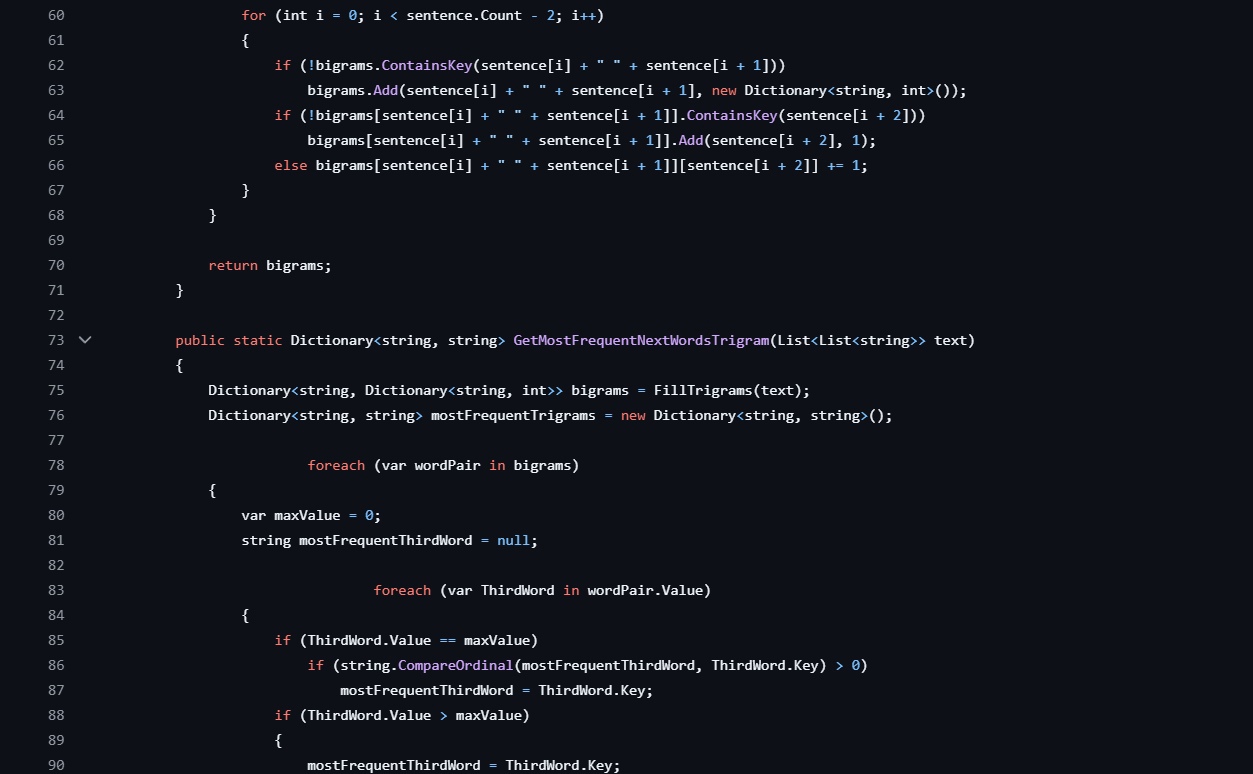 60 for (int i = 0; i < sentence.Count - 2; i++)
61 {
62 if (!bigrams.ContainsKey(sentence[i] + " " + sentence[i + 1]))
63 bigrams.Add(sentence[i] + " " + sentence[i + 1], new Dictionary<string, int>());
64 if (!bigrams[sentence[i] + " " + sentence[i + 1]].ContainsKey(sentence[i + 2]))
65 bigrams[sentence[i] + " " + sentence[i + 1]].Add(sentence[i + 2], 1);
66 else bigrams[sentence[i] + " " + sentence[i + 1]][sentence[i + 2]] += 1;
67 }
68 }
69
70 return bigrams;
71 }
72
73 public static Dictionary<string, string> GetMostFrequentNextWordsTrigram(List<List<string>> text)
74 {
75 Dictionary<string, Dictionary<string, int>> bigrams = FillTrigrams(text);
76 Dictionary<string, string> mostFrequentTrigrams = new Dictionary<string, string>();
77
78 foreach (var wordPair in bigrams)
79 {
80 var maxValue = 0;
81 string mostFrequentThirdWord = null;
82
83 foreach (var ThirdWord in wordPair.Value)
84 {
85 if (ThirdWord.Value == maxValue)
86 if (string.CompareOrdinal(mostFrequentThirdWord, ThirdWord.Key) > 0)
87 mostFrequentThirdWord = ThirdWord.Key;
88 if (ThirdWord.Value > maxValue)
89 {
90 mostFrequentThirdWord = ThirdWord.Key;